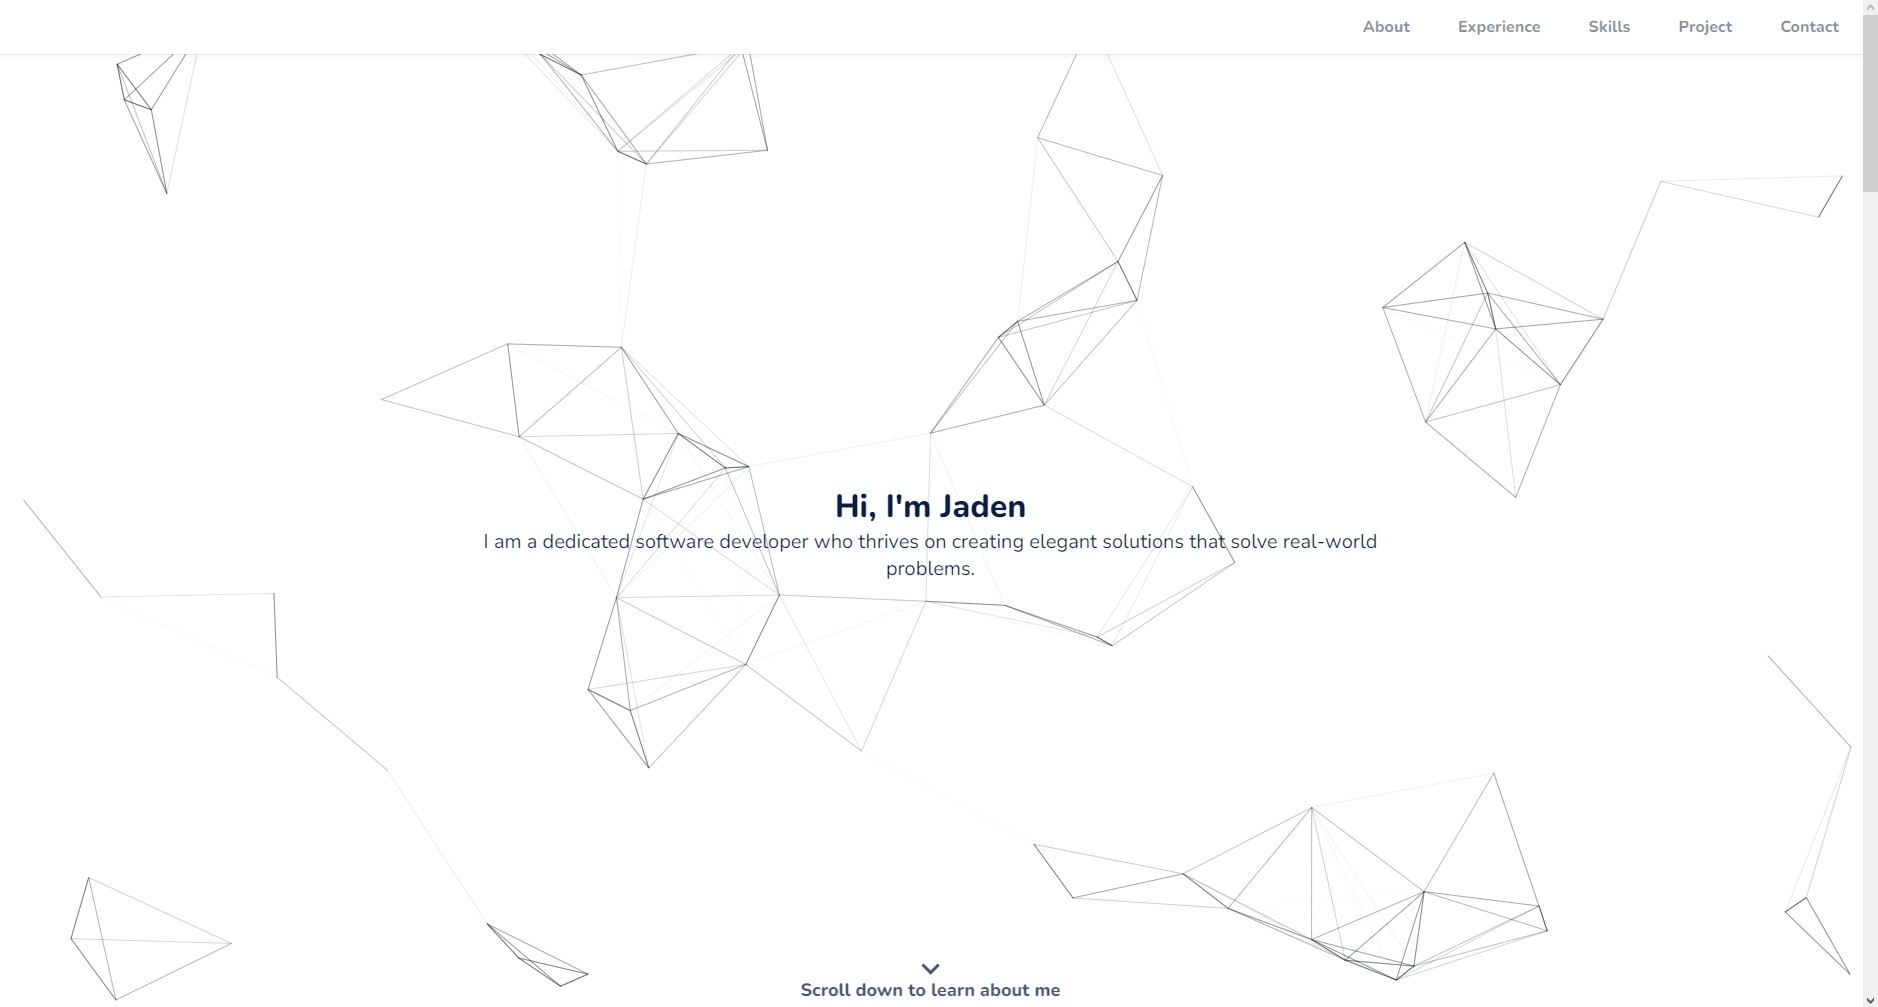 About Experience Skills Project Contact
Hi, I'm Jaden
I am a dedicated software developer who thrives on creating elegant solutions that solve real-world
problems.
Scroll down to learn about me